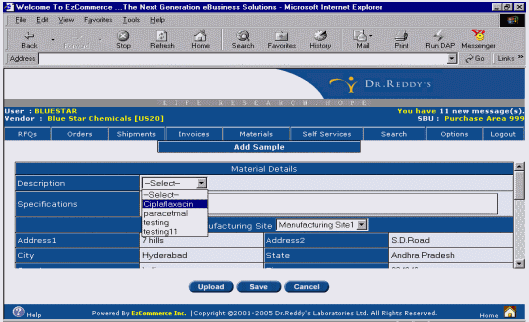 Welcome to EzCommerce ...The Next Generation eBusiness Solutions - Microsoft Internet Explorer
File Edit View Favorites Tools Help
Back Forward Stop Refresh Home Search Favorites History Mail Print Run DAP Messenger
Address Go Links »
DR.REDDY'S
LIFE. RESEARCH. HOPE
User : BLUESTAR You have 11 new message(s).
Vendor : Blue Star Chemicals [US20] SBU : Purchase Area 999
RFQs Orders Shipments Invoices Materials Self Services Search Options Logout
Add Sample
Material Details
Description --Select--
--Select--
Ciplaflaxacin
Specifications paracetmal
testing
testing11
ufacturing Site Manufacturing Site1
Address1 7 hills Address2 S.D.Road
City Hyderabad State Andhra Pradesh
Upload Save Cancel
Help Powered By EzCommerce Inc. |Copyright ©2001-2005 Dr.Reddy's Laboratories Ltd. All Rights Reserved. Home